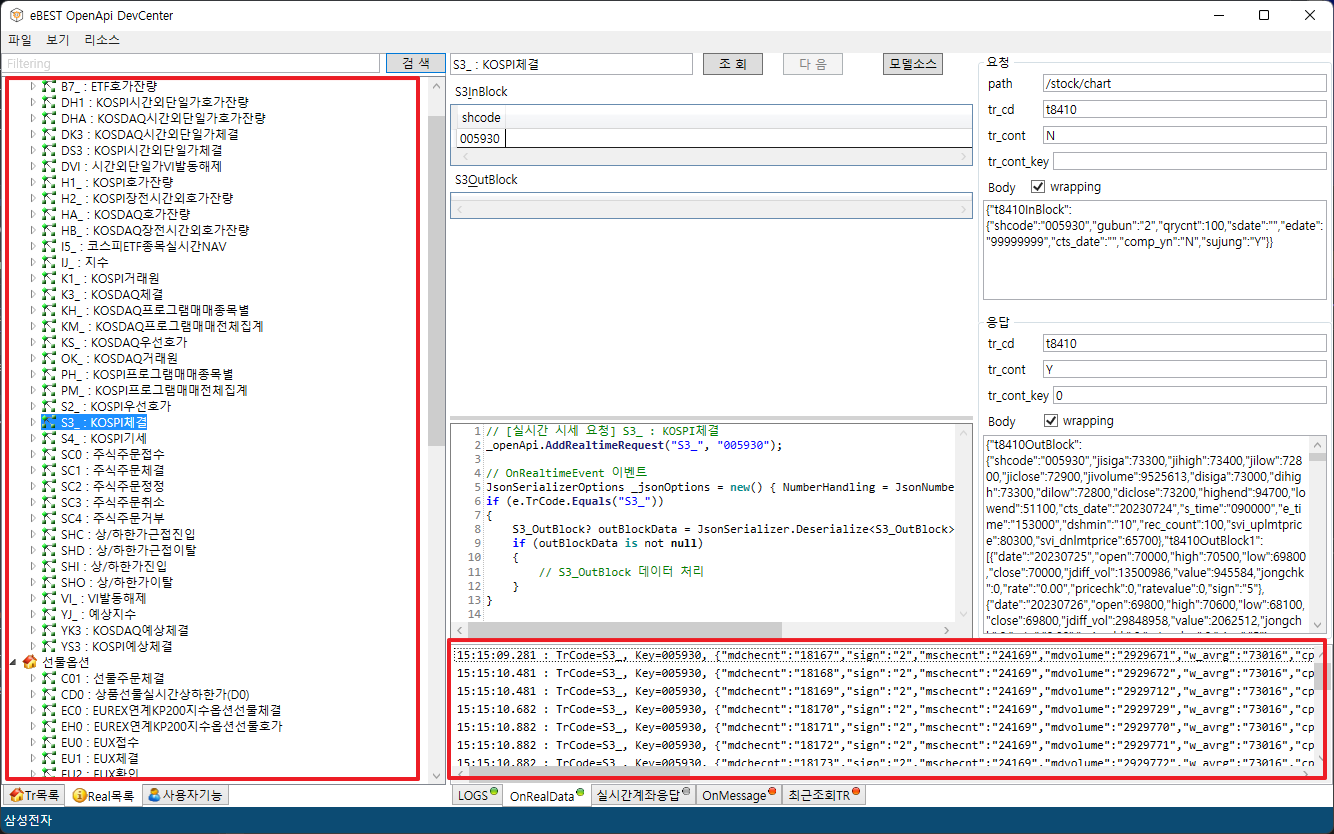 eBEST OpenApi DevCenter
파일 보기 리소스
Filtering
검 색
B7_ : ETF호가잔량
DH1 : KOSPI시간외단일가호가잔량
DHA : KOSDAQ시간외단일가호가잔량
DK3 : KOSDAQ시간외단일가체결
DS3 : KOSPI시간외단일가체결
DVI : 시간외단일가VI발동해제
H1_ : KOSPI호가잔량
H2_ : KOSPI장전시간외호가잔량
HA_ : KOSDAQ호가잔량
HB_ : KOSDAQ장전시간외호가잔량
I5_ : 코스피ETF종목실시간NAV
IJ_ : 지수
K1_ : KOSPI거래원
K3_ : KOSDAQ체결
KH_ : KOSDAQ프로그램매매종목별
KM_ : KOSDAQ프로그램매매전체집계
KS_ : KOSDAQ우선호가
OK_ : KOSDAQ거래원
PH_ : KOSPI프로그램매매종목별
PM_ : KOSPI프로그램매매전체집계
S2_ : KOSPI우선호가
S3_ : KOSPI체결
S4_ : KOSPI기세
SC0 : 주식주문접수
SC1 : 주식주문체결
SC2 : 주식주문정정
SC3 : 주식주문취소
SC4 : 주식주문거부
SHC : 상/하한가근접진입
SHD : 상/하한가근접이탈
SHI : 상/하한가진입
SHO : 상/하한가이탈
VI_ : VI발동해제
YJ_ : 예상지수
YK3 : KOSDAQ예상체결
YS3 : KOSPI예상체결
선물옵션
C01 : 선물주문체결
CD0 : 상품선물실시간상하한가(D0)
EC0 : EUREX연계KP200지수옵션선물체결
EH0 : EUREX연계KP200지수옵션선물호가
EU0 : EUX접수
EU1 : EUX체결
EU2 : EUX확인
Tr목록 Real목록 사용자기능
S3_ : KOSPI체결
조 회 다 음 모델소스
S3InBlock
shcode
005930
S3OutBlock
1 // [실시간 시세 요청] S3_ : KOSPI체결
2 _openApi.AddRealtimeRequest("S3_", "005930");
3
4 // OnRealtimeEvent 이벤트
5 JsonSerializerOptions _jsonOptions = new() { NumberHandling = JsonNumbe
6 if (e.TrCode.Equals("S3_"))
7 {
8 S3_OutBlock? outBlockData = JsonSerializer.Deserialize<S3_OutBlock>
9 if (outBlockData is not null)
10 {
11 // S3_OutBlock 데이터 처리
12 }
13 }
14
15:15:09.281 : TrCode=S3_, Key=005930, {"mdchecnt":"18167","sign":"2","mschecnt":"24169","mdvolume":"2929671","w_avrg":"73016","cp
15:15:10.481 : TrCode=S3_, Key=005930, {"mdchecnt":"18168","sign":"2","mschecnt":"24169","mdvolume":"2929672","w_avrg":"73016","cp
15:15:10.481 : TrCode=S3_, Key=005930, {"mdchecnt":"18169","sign":"2","mschecnt":"24169","mdvolume":"2929712","w_avrg":"73016","cp
15:15:10.682 : TrCode=S3_, Key=005930, {"mdchecnt":"18170","sign":"2","mschecnt":"24169","mdvolume":"2929729","w_avrg":"73016","cp
15:15:10.882 : TrCode=S3_, Key=005930, {"mdchecnt":"18171","sign":"2","mschecnt":"24169","mdvolume":"2929770","w_avrg":"73016","cp
15:15:10.882 : TrCode=S3_, Key=005930, {"mdchecnt":"18172","sign":"2","mschecnt":"24169","mdvolume":"2929771","w_avrg":"73016","cp
15:15:10.882 : TrCode=S3_, Key=005930, {"mdchecnt":"18173","sign":"2","mschecnt":"24169","mdvolume":"2929772","w_avrg":"73016","cp
LOGS OnRealData 실시간계좌응답 OnMessage 최근조회TR
요청
path /stock/chart
tr_cd t8410
tr_cont N
tr_cont_key
Body wrapping
{"t8410InBlock":
{"shcode":"005930","gubun":"2","qrycnt":100,"sdate":"","edate":
"99999999","cts_date":"","comp_yn":"N","sujung":"Y"}}
응답
tr_cd t8410
tr_cont Y
tr_cont_key 0
Body wrapping
{"t8410OutBlock":
{"shcode":"005930","jisiga":73300,"jihigh":73400,"jilow":728
00,"jiclose":72900,"jivolume":9525613,"disiga":73000,"dihig
h":73300,"dilow":72800,"diclose":73200,"highend":94700,"lo
wend":51100,"cts_date":"20230724","s_time":"090000","e_ti
me":"153000","dshmin":"10","rec_count":100,"svi_uplmtpric
e":80300,"svi_dnlmtprice":65700},"t8410OutBlock1":
[{"date":"20230725","open":70000,"high":70500,"low":69800
,"close":70000,"jdiff_vol":13500986,"value":945584,"jongchk"
:0,"rate":"0.00","pricechk":0,"ratevalue":0,"sign":"5"},
{"date":"20230726","open":69800,"high":70600,"low":68100,
"close":69800,"jdiff_vol":29848958,"value":2062512,"jongc
삼성전자